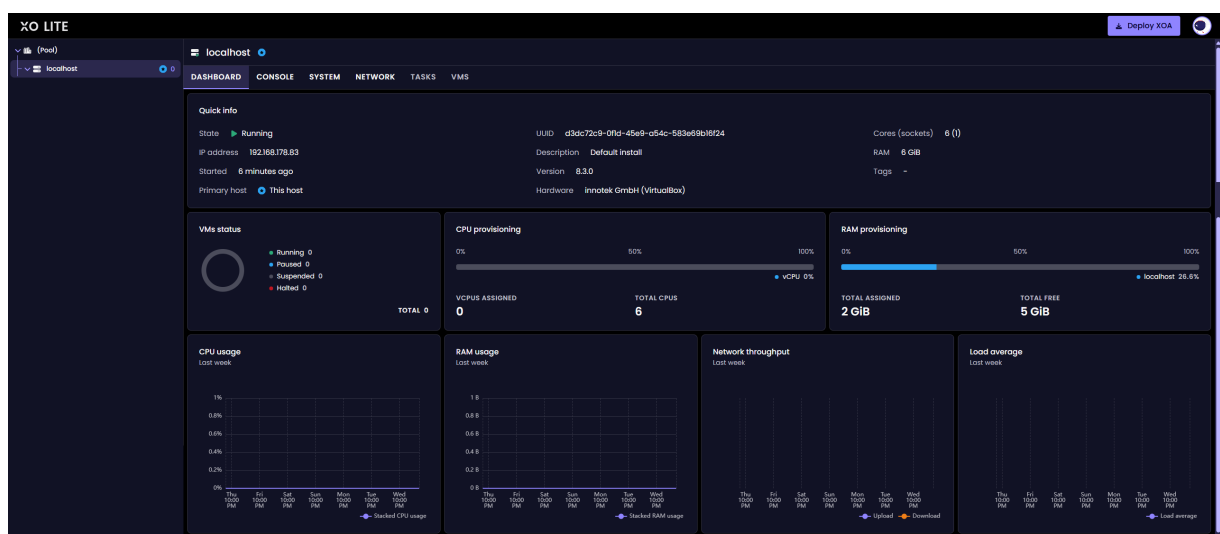 XO LITE
Deploy XOA
(Pool)
localhost 0
localhost
DASHBOARD CONSOLE SYSTEM NETWORK TASKS VMS
Quick info
State Running
UUID d3dc72c9-0f1d-45e9-a54c-583e69b16f24
Cores (sockets) 6 (1)
IP address 192.168.178.83
Description Default install
RAM 6 GiB
Started 6 minutes ago
Version 8.3.0
Tags -
Primary host This host
Hardware innotek GmbH (VirtualBox)
VMs status
Running 0
Paused 0
Suspended 0
Halted 0
TOTAL 0
CPU provisioning
0% 50% 100%
vCPU 0%
VCPUS ASSIGNED TOTAL CPUS
0 6
RAM provisioning
0% 50% 100%
localhost 26.6%
TOTAL ASSIGNED TOTAL FREE
2 GiB 5 GiB
CPU usage
Last week
1%
0.8%
0.6%
0.4%
0.2%
0%
Thu Fri Sat Sun Mon Tue Wed
10:00 10:00 10:00 10:00 10:00 10:00 10:00
PM PM PM PM PM PM PM
Stacked CPU usage
RAM usage
Last week
1 B
0.8 B
0.6 B
0.4 B
0.2 B
0 B
Thu Fri Sat Sun Mon Tue Wed
10:00 10:00 10:00 10:00 10:00 10:00 10:00
PM PM PM PM PM PM PM
Stacked RAM usage
Network throughput
Last week
Thu Fri Sat Sun Mon Tue Wed
10:00 10:00 10:00 10:00 10:00 10:00 10:00
PM PM PM PM PM PM PM
Upload Download
Load average
Last week
Thu Fri Sat Sun Mon Tue Wed
10:00 10:00 10:00 10:00 10:00 10:00 10:00
PM PM PM PM PM PM PM
Load average